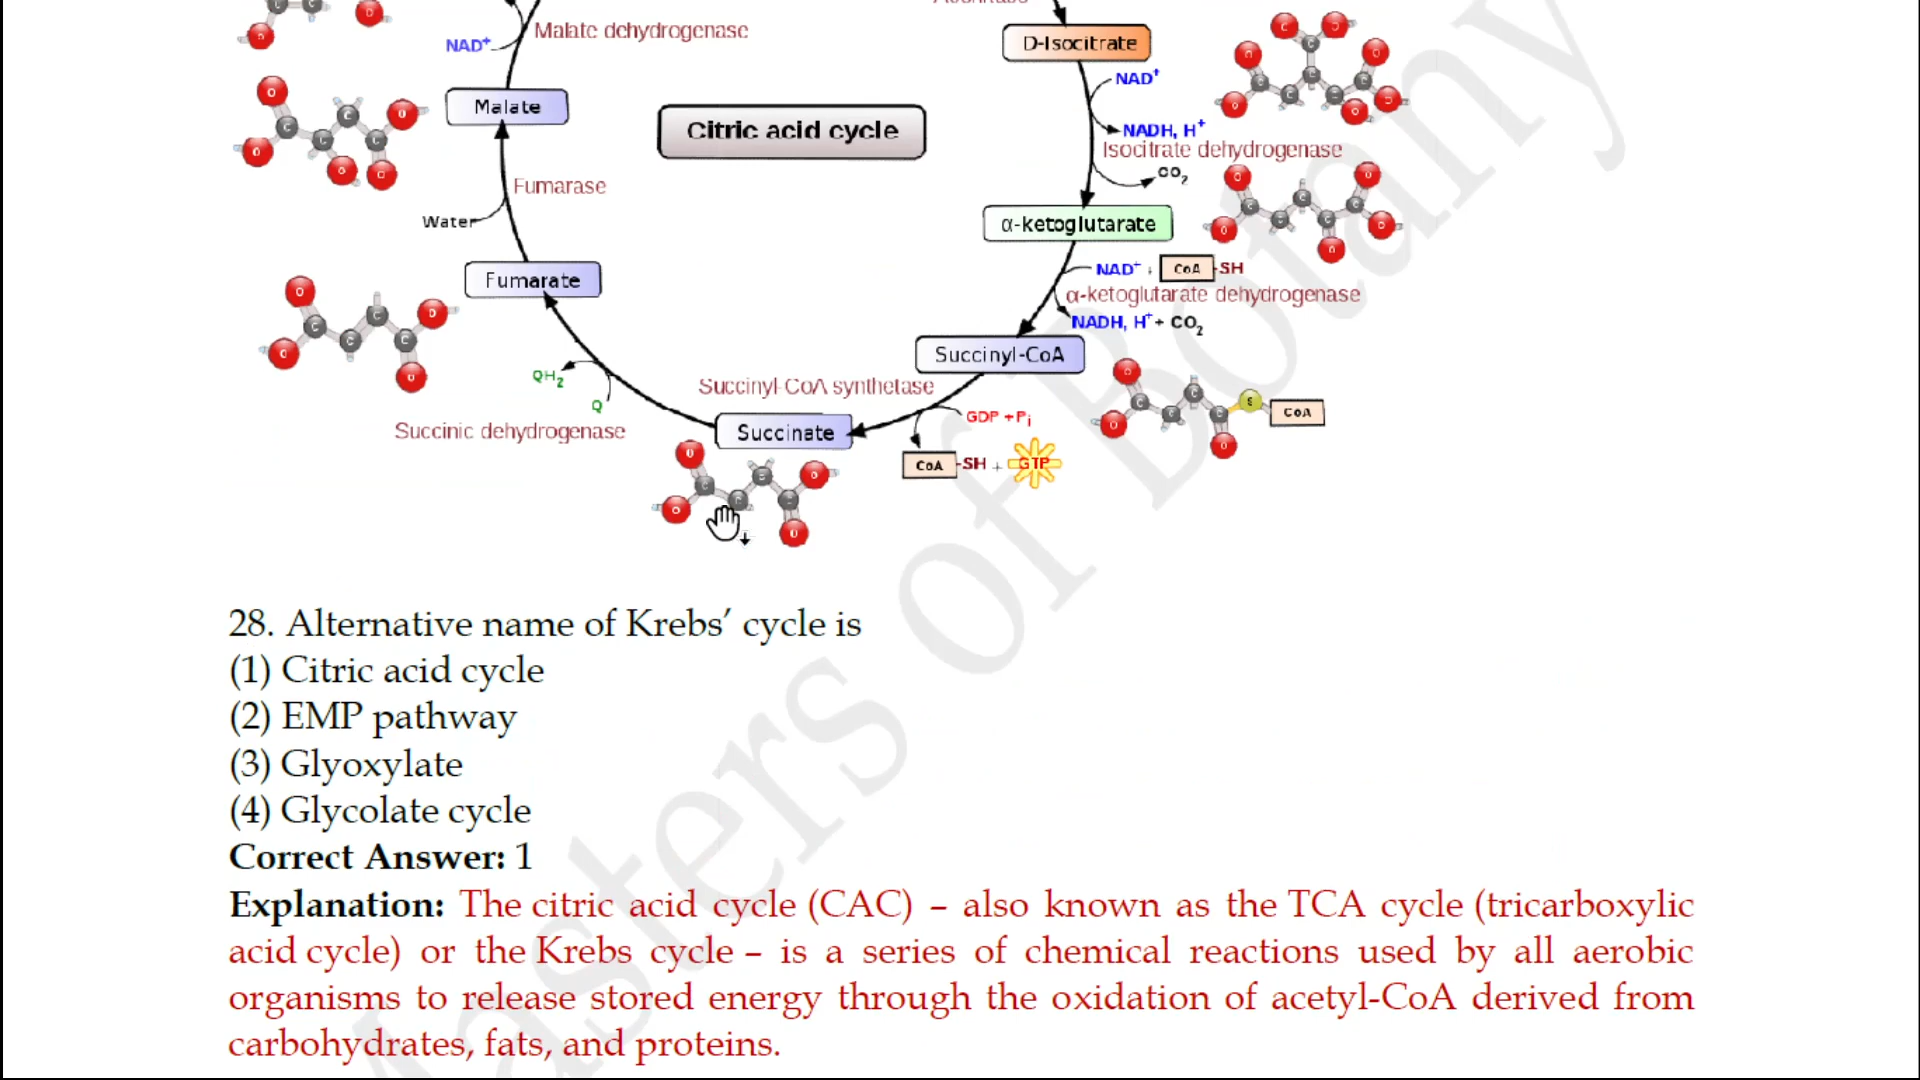 Malate dehydrogenase
NAD⁺
D-Isocitrate
NAD⁺
Malate
Citric acid cycle
NADH, H⁺
Isocitrate dehydrogenase
CO₂
Fumarase
Water
α-ketoglutarate
NAD⁺ + CoA-SH
α-ketoglutarate dehydrogenase
NADH, H⁺ + CO₂
Fumarate
Succinyl-CoA
QH₂
Q
Succinyl-CoA synthetase
GDP + Pi
S
CoA
Succinic dehydrogenase
Succinate
CoA-SH + GTP
28. Alternative name of Krebs’ cycle is
(1) Citric acid cycle
(2) EMP pathway
(3) Glyoxylate
(4) Glycolate cycle
Correct Answer: 1
Explanation: The citric acid cycle (CAC) – also known as the TCA cycle (tricarboxylic
acid cycle) or the Krebs cycle – is a series of chemical reactions used by all aerobic
organisms to release stored energy through the oxidation of acetyl-CoA derived from
carbohydrates, fats, and proteins.
Masters of Botany